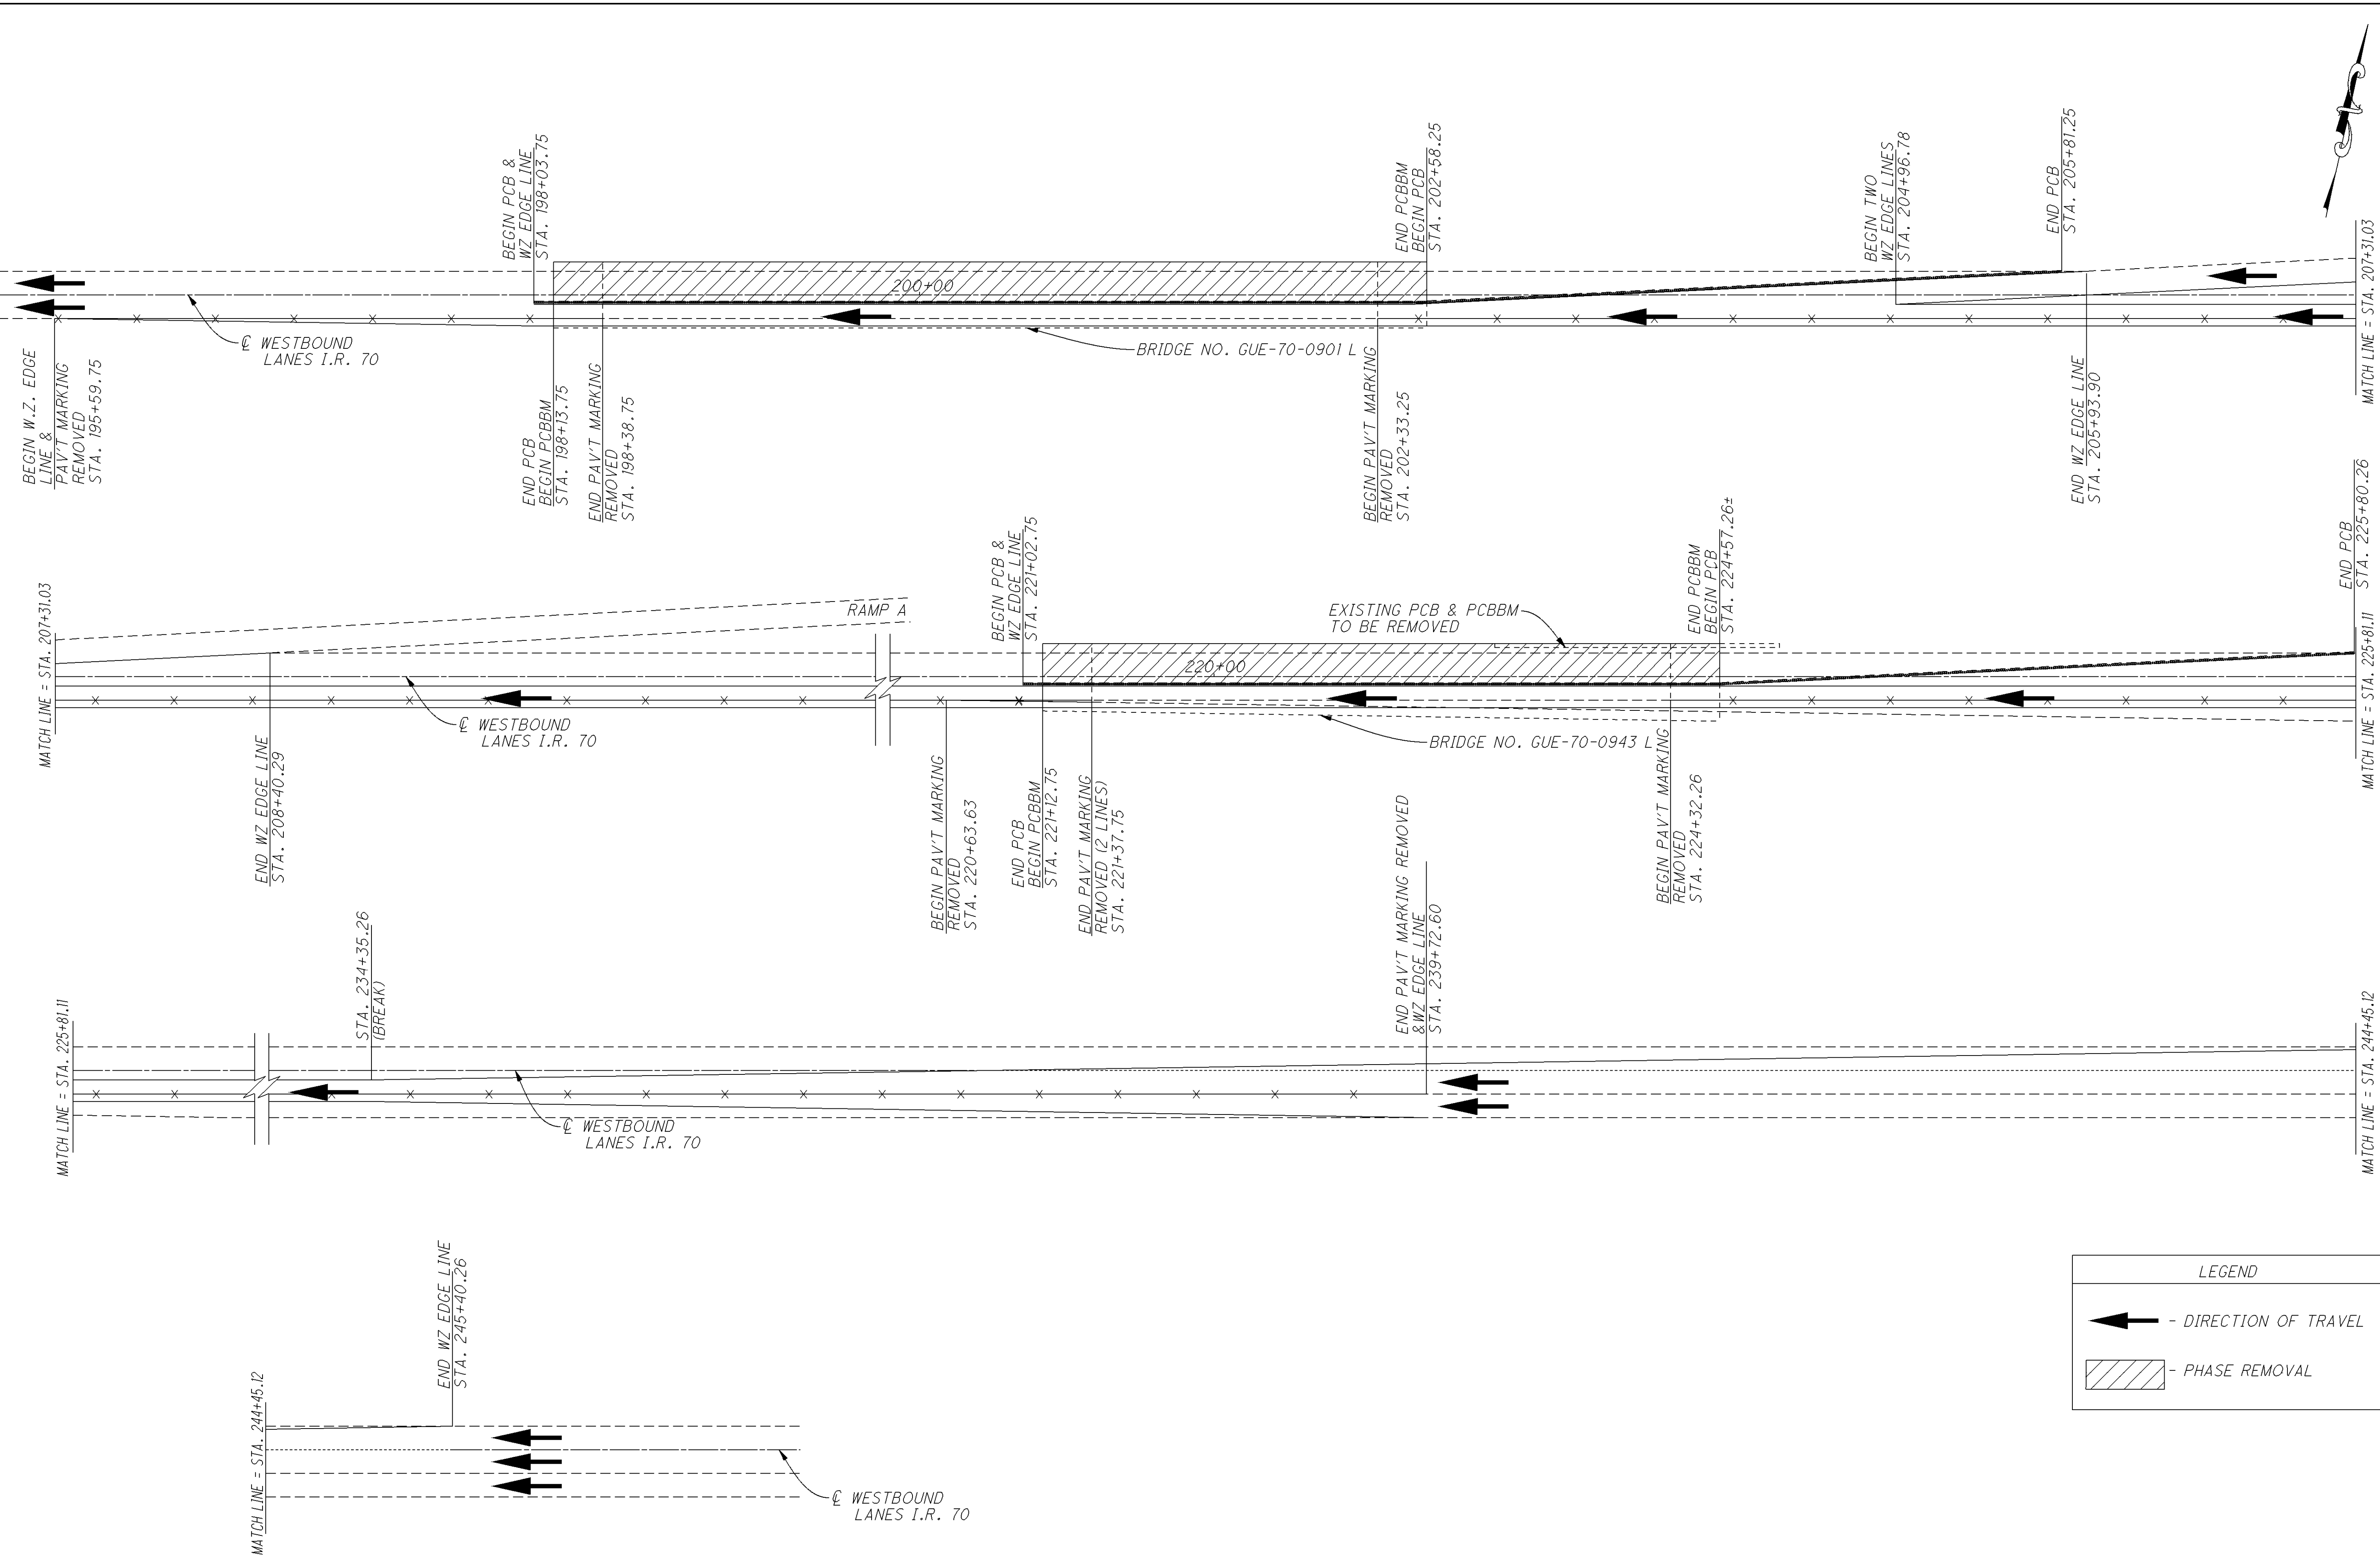 BEGIN PCB &
WZ EDGE LINE
STA. 198+03.75
END PCBBM
BEGIN PCB
STA. 202+58.25
BEGIN TWO
WZ EDGE LINES
STA. 204+96.78
END PCB
STA. 205+81.25
200+00
℄ WESTBOUND
LANES I.R. 70
BRIDGE NO. GUE-70-0901 L
MATCH LINE = STA. 207+31.03
BEGIN W.Z. EDGE
LINE &
PAV'T MARKING
REMOVED
STA. 195+59.75
END PCB
BEGIN PCBBM
STA. 198+13.75
END PAV'T MARKING
REMOVED
STA. 198+38.75
BEGIN PAV'T MARKING
REMOVED
STA. 202+33.25
END WZ EDGE LINE
STA. 205+93.90
MATCH LINE = STA. 207+31.03
RAMP A
BEGIN PCB &
WZ EDGE LINE
STA. 221+02.75
EXISTING PCB & PCBBM
TO BE REMOVED
END PCBBM
BEGIN PCB
STA. 224+57.26±
END PCB
STA. 225+80.26
220+00
℄ WESTBOUND
LANES I.R. 70
BRIDGE NO. GUE-70-0943 L
MATCH LINE = STA. 225+81.11
END WZ EDGE LINE
STA. 208+40.29
BEGIN PAV'T MARKING
REMOVED
STA. 220+63.63
END PCB
BEGIN PCBBM
STA. 221+12.75
END PAV'T MARKING
REMOVED (2 LINES)
STA. 221+37.75
BEGIN PAV'T MARKING
REMOVED
STA. 224+32.26
MATCH LINE = STA. 225+81.11
STA. 234+35.26
(BREAK)
END PAV'T MARKING REMOVED
&WZ EDGE LINE
STA. 239+72.60
℄ WESTBOUND
LANES I.R. 70
MATCH LINE = STA. 244+45.12
MATCH LINE = STA. 244+45.12
END WZ EDGE LINE
STA. 245+40.26
℄ WESTBOUND
LANES I.R. 70
LEGEND
- DIRECTION OF TRAVEL
- PHASE REMOVAL